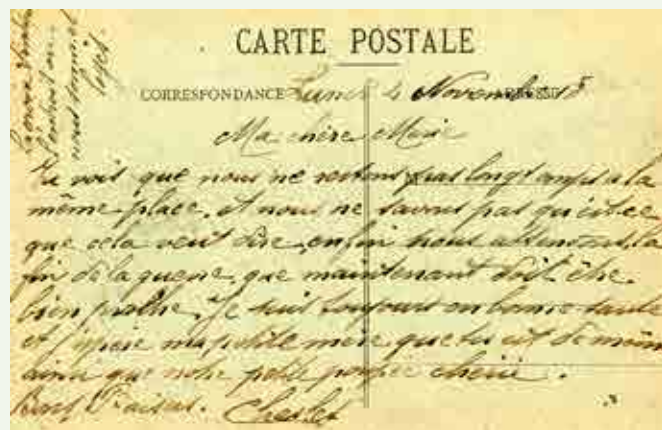 CARTE POSTALE
CORRESPONDANCE Lundi 4 Novembre 18
Ma chère Marie
Tu vois que nous ne restons pas longtemps a la
même place, et nous ne savons pas qu'est ce
que cela veut dire, enfin nous attendons la
fin de la guerre, que maintenant doit être
bien proche. Je suis toujours en bonne santé
et j'espère ma petite mère que tu est de même
ainsi que notre petite poupée chérie.
Bons Baisers. Charles